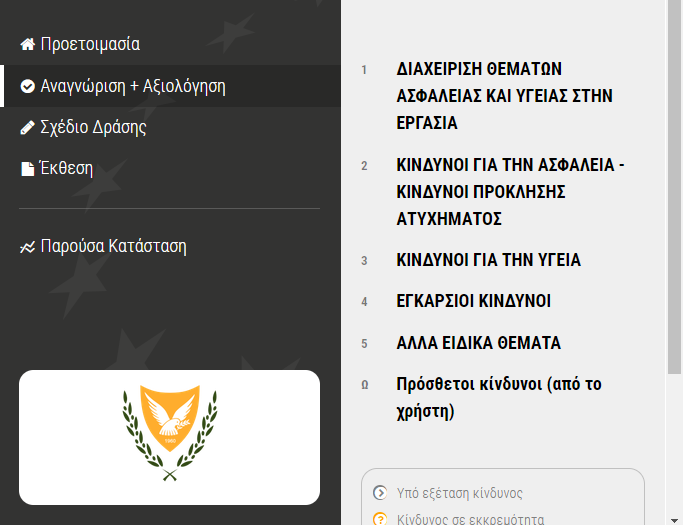 Προετοιμασία
Αναγνώριση + Αξιολόγηση
Σχέδιο Δράσης
Έκθεση
Παρούσα Κατάσταση
1960
1 ΔΙΑΧΕΙΡΙΣΗ ΘΕΜΑΤΩΝ
ΑΣΦΑΛΕΙΑΣ ΚΑΙ ΥΓΕΙΑΣ ΣΤΗΝ
ΕΡΓΑΣΙΑ
2 ΚΙΝΔΥΝΟΙ ΓΙΑ ΤΗΝ ΑΣΦΑΛΕΙΑ -
ΚΙΝΔΥΝΟΙ ΠΡΟΚΛΗΣΗΣ
ΑΤΥΧΗΜΑΤΟΣ
3 ΚΙΝΔΥΝΟΙ ΓΙΑ ΤΗΝ ΥΓΕΙΑ
4 ΕΓΚΑΡΣΙΟΙ ΚΙΝΔΥΝΟΙ
5 ΑΛΛΑ ΕΙΔΙΚΑ ΘΕΜΑΤΑ
Ω Πρόσθετοι κίνδυνοι (από το
χρήστη)
Υπό εξέταση κίνδυνος
Κίνδυνος σε εκκρεμότητα